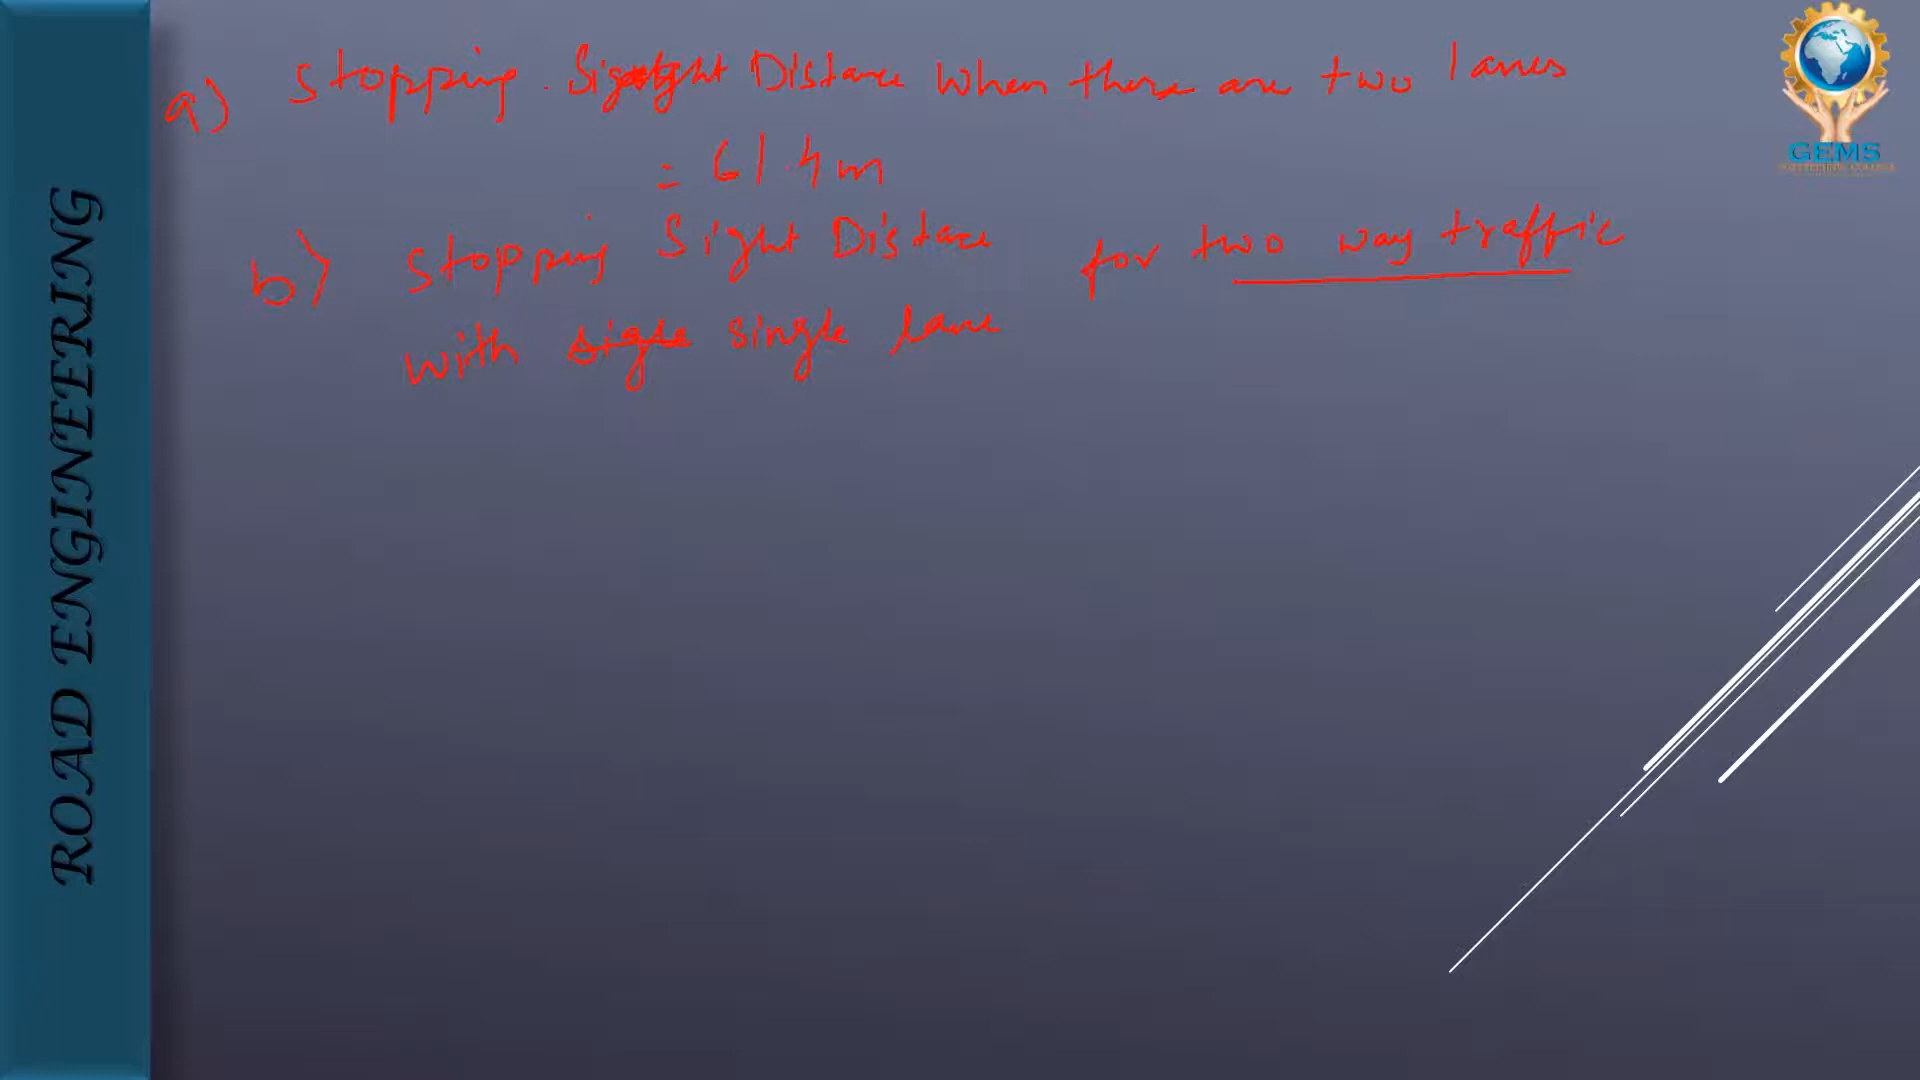 a) Stopping Sight Distance when there are two lanes
= 61.4m
b) Stopping Sight Distace for two way traffic
with single lane
ROAD ENGINEERING
GEMS